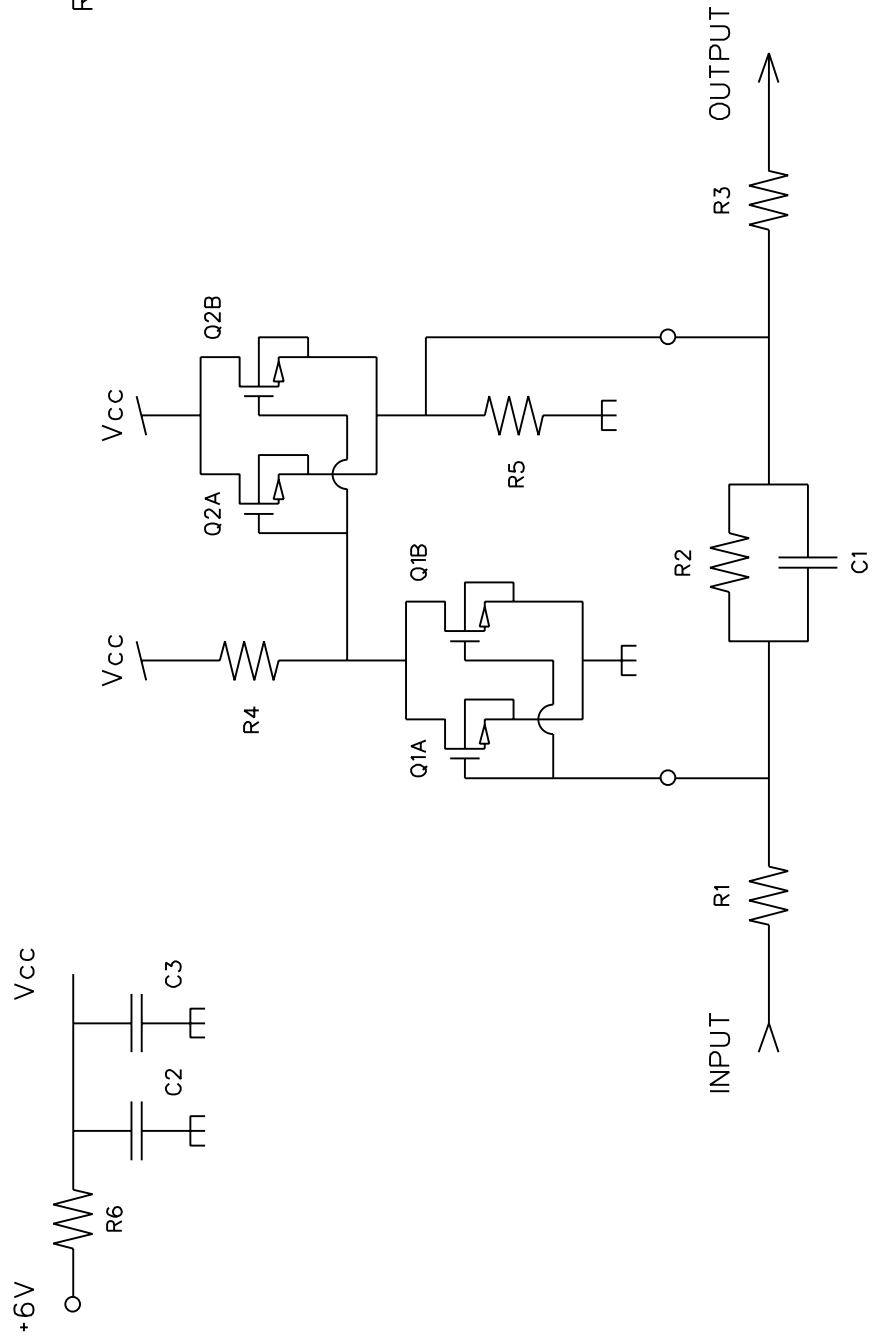 +6V
R6
C2
C3
Vcc
Vcc
R4
Vcc
Q2A
Q2B
Q1A
Q1B
R5
INPUT
R1
R2
C1
R3
OUTPUT